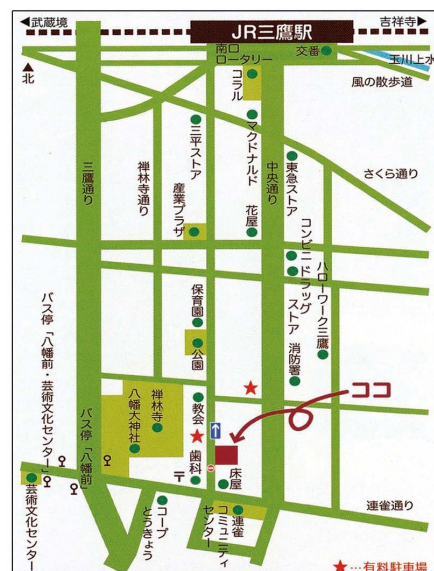 ◀武蔵境
JR三鷹駅
吉祥寺▶
▲北
南口
ロータリー
交番
玉川上水
風の散歩道
コラル
マクドナルド
三平ストア
産業プラザ
花屋
東急ストア
さくら通り
三鷹通り
禅林寺通り
中央通り
コンビニ
ドラッグ
ストア
ハローワーク三鷹
消防署
保育園
公園
ココ
バス停「八幡前・芸術文化センター」
バス停「八幡前」
八幡大神社
禅林寺
教会
★
★
歯科
床屋
〒
連雀通り
芸術文化センター
コープ
とうきょう
連雀
コミュニティ
センター
★…有料駐車場